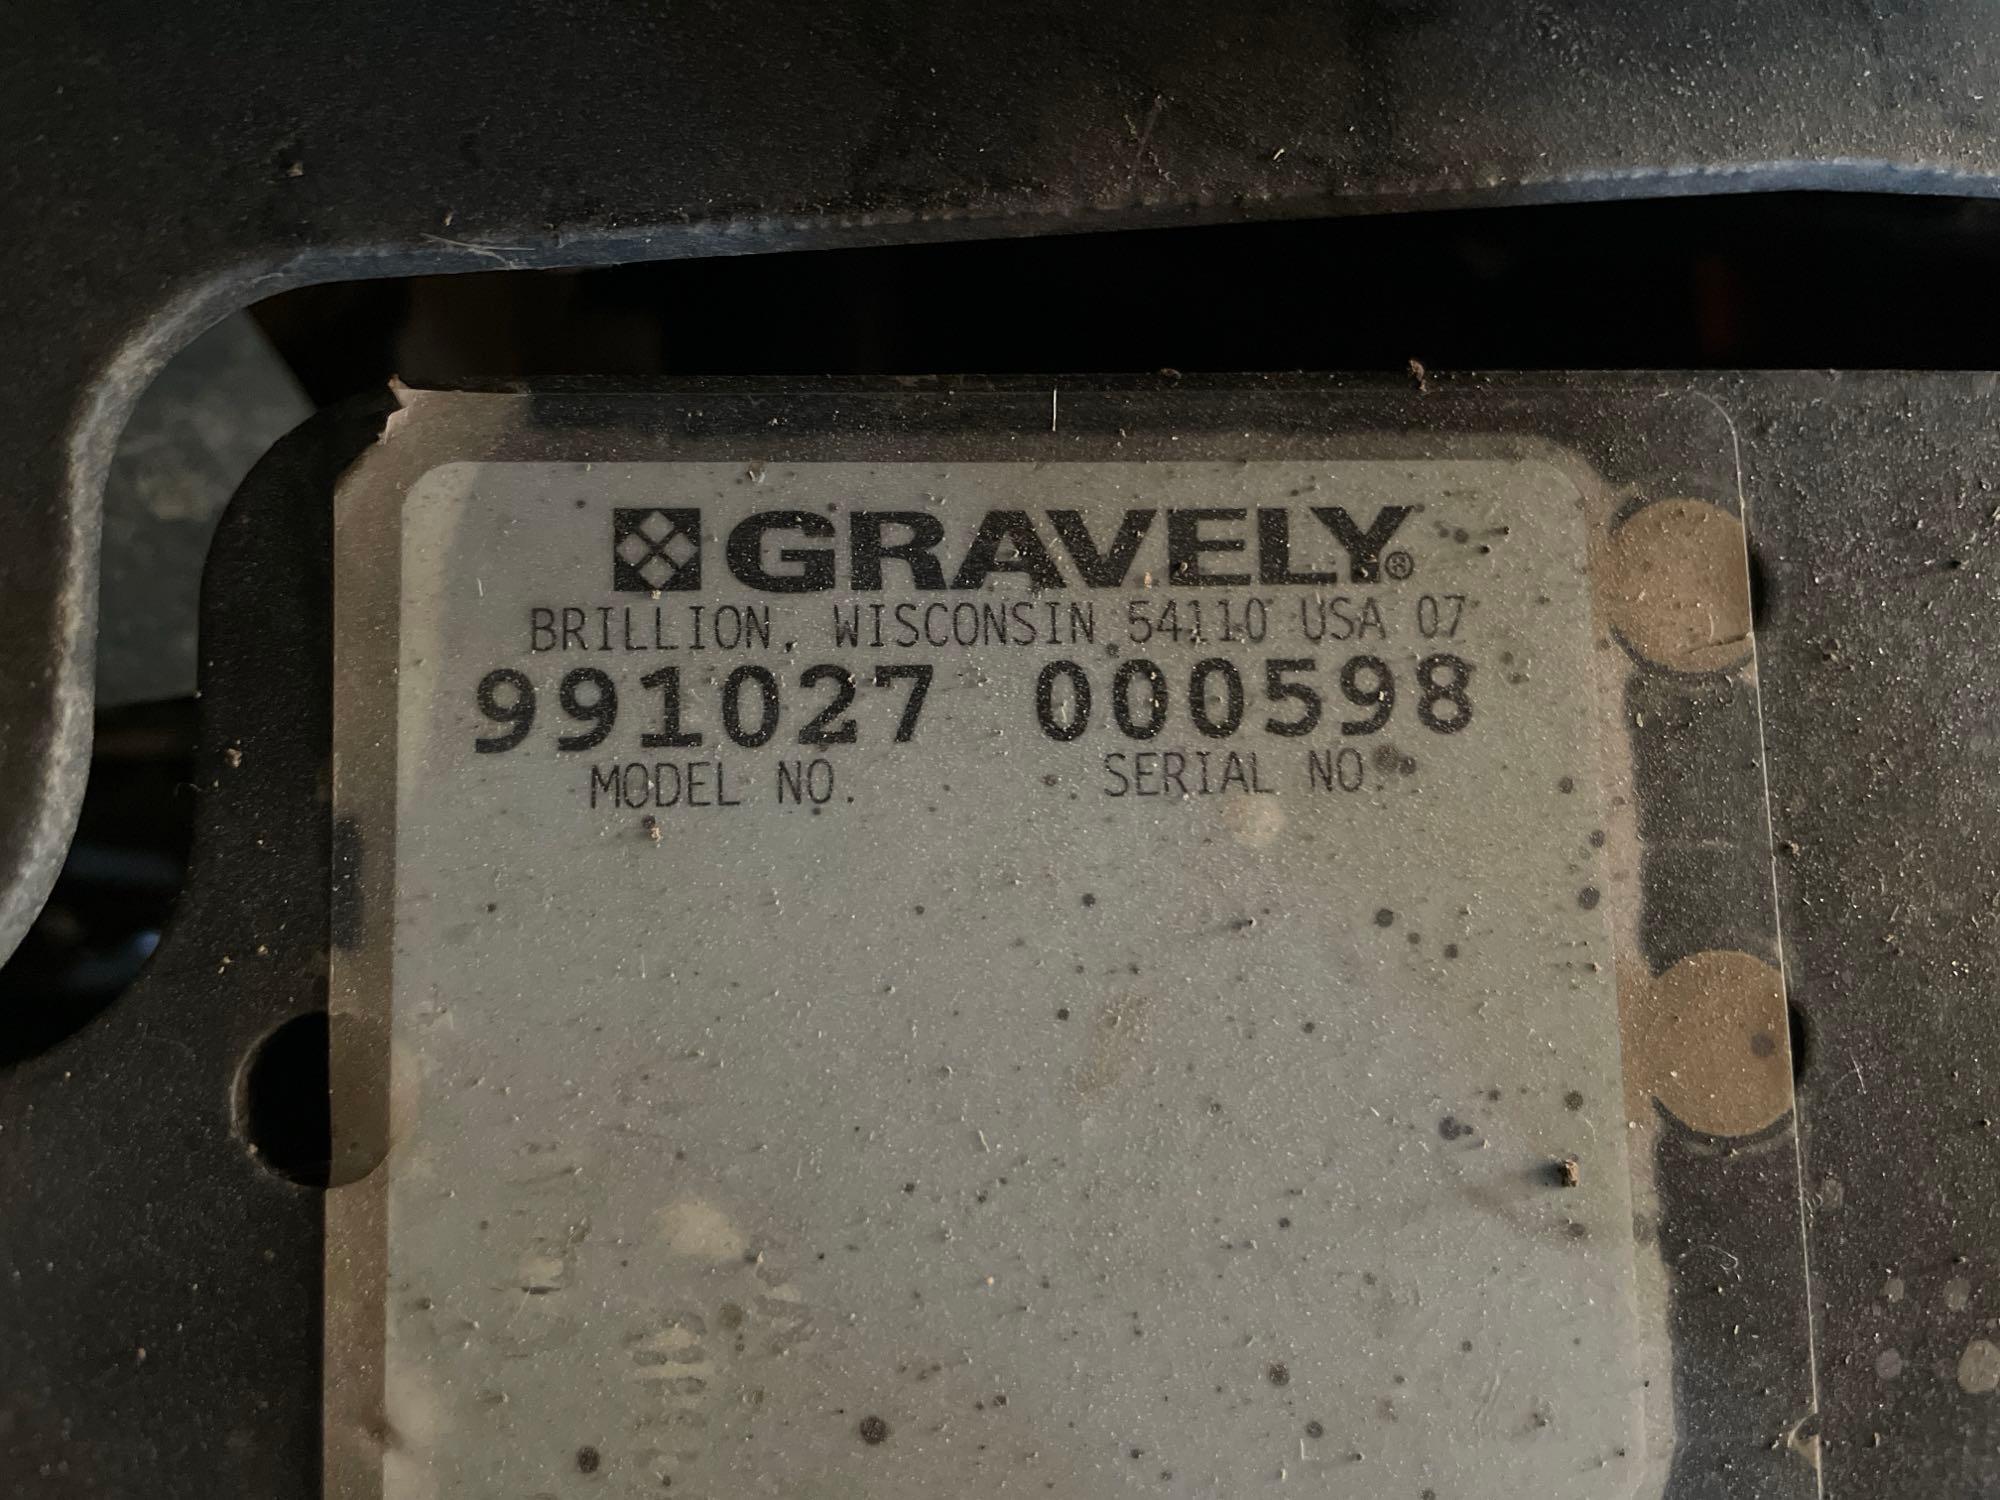 GRAVELY®
BRILLION, WISCONSIN 54110 USA 07
991027 000598
MODEL NO. SERIAL NO.